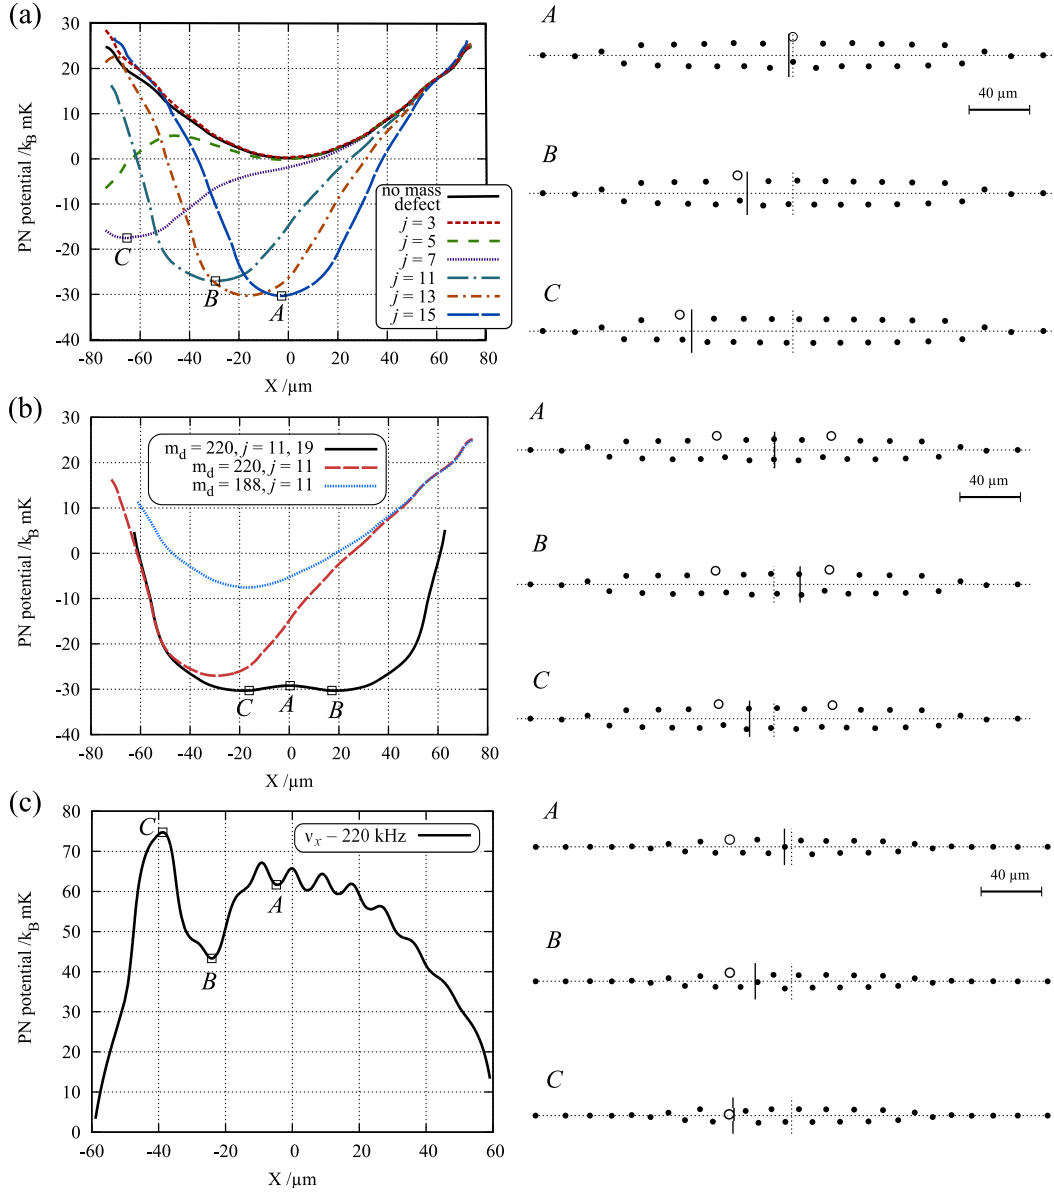 (a)
PN potential /k_B mK
30
20
10
0
-10
-20
-30
-40
-80 -60 -40 -20 0 20 40 60 80
X /µm
no mass
defect
j = 3
j = 5
j = 7
j = 11
j = 13
j = 15
C
B
A
A
40 µm
B
C
(b)
PN potential /k_B mK
30
20
10
0
-10
-20
-30
-40
-80 -60 -40 -20 0 20 40 60 80
X /µm
m_d = 220, j = 11, 19
m_d = 220, j = 11
m_d = 188, j = 11
C
A
B
A
40 µm
B
C
(c)
PN potential /k_B mK
80
70
60
50
40
30
20
10
0
-60 -40 -20 0 20 40 60
X /µm
ν_x – 220 kHz
C
B
A
A
40 µm
B
C